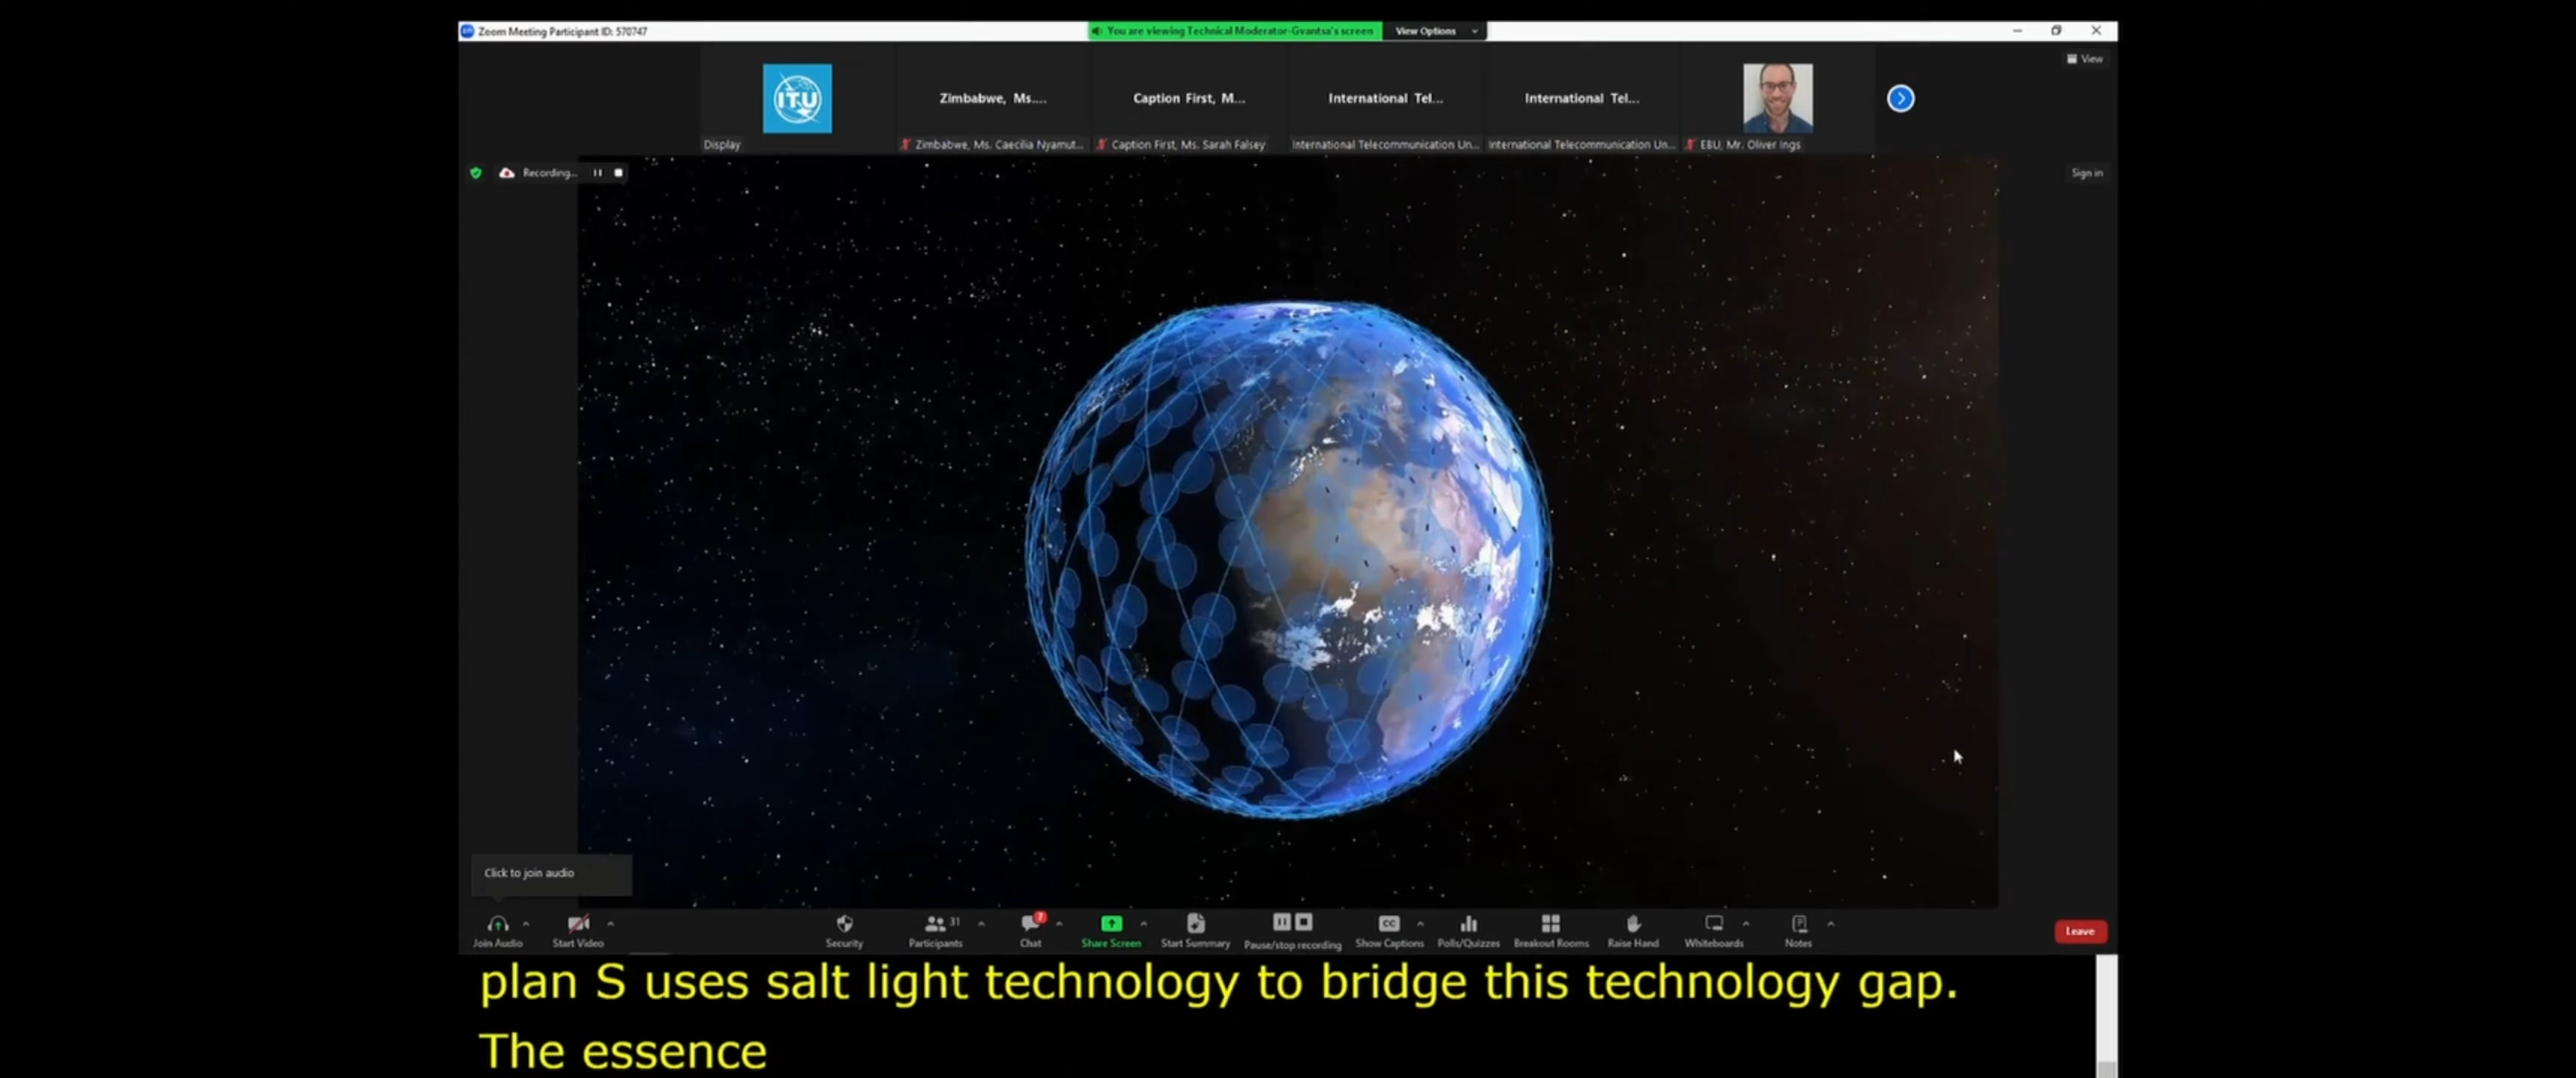 Zoom Meeting Participant ID: 570747
You are viewing Technical Moderator-Gvantsa's screen
View Options
View
ITU
Zimbabwe, Ms....
Caption First, M...
International Tel...
International Tel...
Display
Zimbabwe, Ms. Caecilia Nyamut...
Caption First, Ms. Sarah Falsey
International Telecommunication Un...
International Telecommunication Un...
EBU, Mr. Oliver Ings
Recording...
Sign in
Click to join audio
31
7
CC
Join Audio
Start Video
Security
Participants
Chat
Share Screen
Start Summary
Pause/stop recording
Show Captions
Polls/Quizzes
Breakout Rooms
Raise Hand
Whiteboards
Notes
Leave
plan S uses salt light technology to bridge this technology gap.
The essence